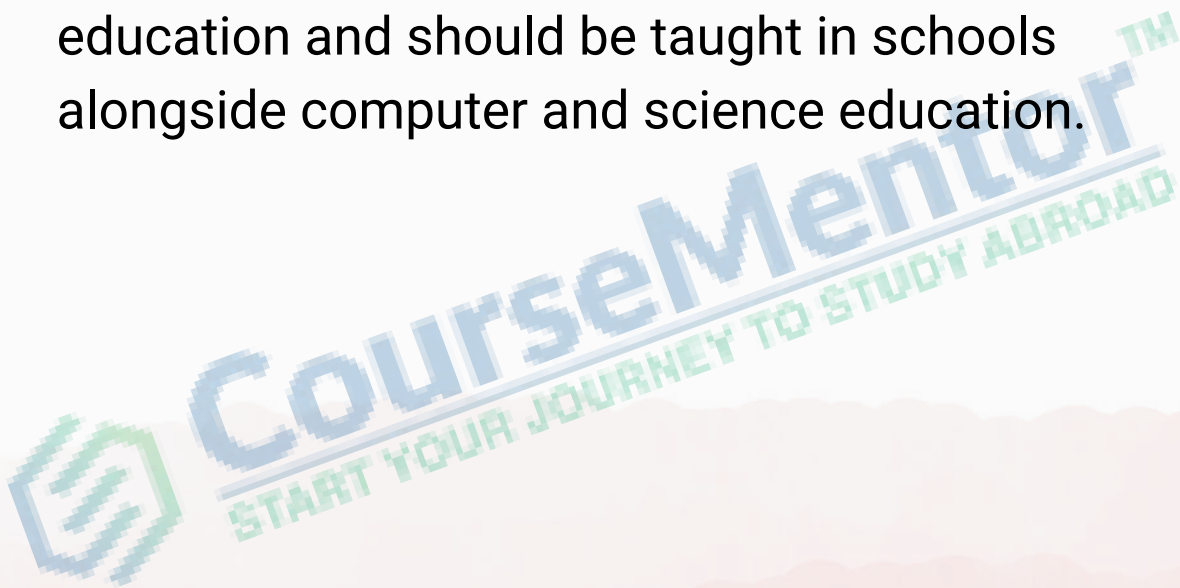 education and should be taught in schools
alongside computer and science education.
CourseMentor™
START YOUR JOURNEY TO STUDY ABROAD